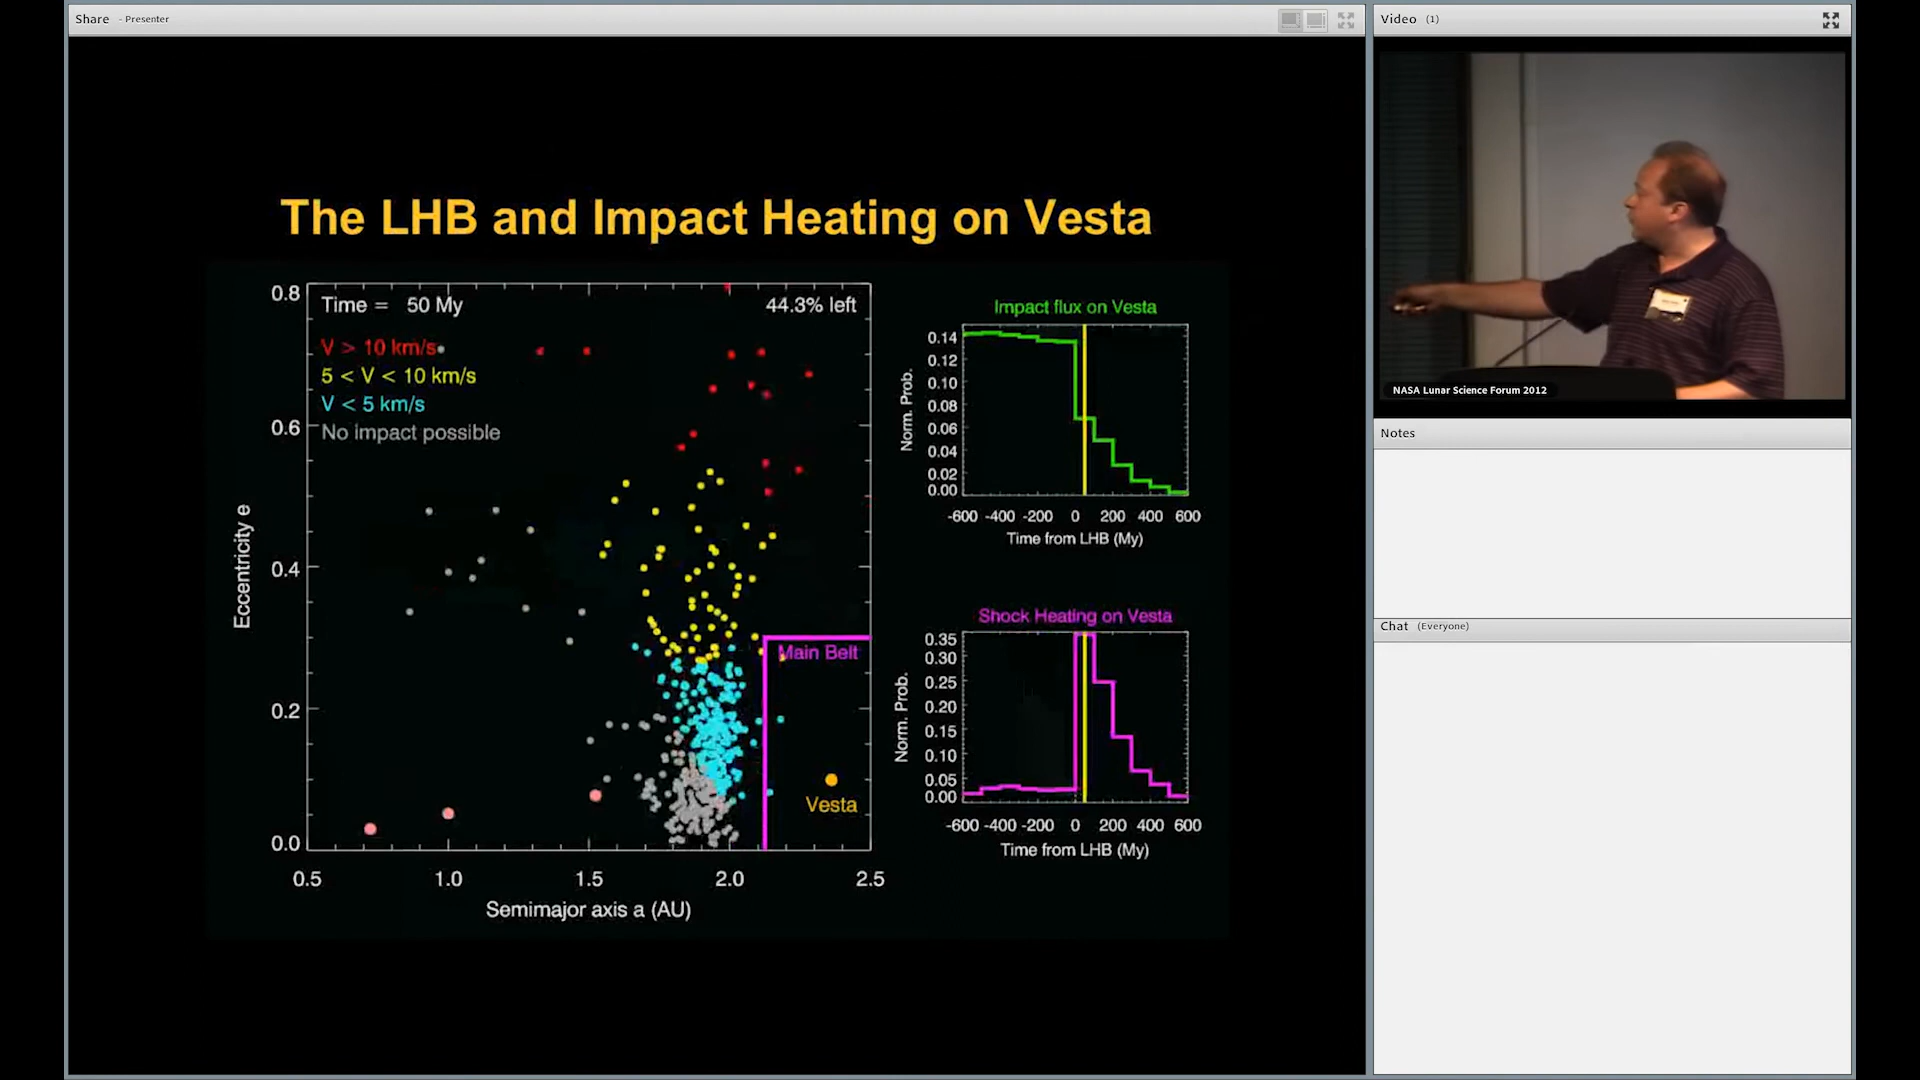 Share - Presenter
The LHB and Impact Heating on Vesta
Time = 50 My
44.3% left
V > 10 km/s
5 < V < 10 km/s
V < 5 km/s
No impact possible
Eccentricity e
0.8
0.6
0.4
0.2
0.0
Main Belt
Vesta
0.5 1.0 1.5 2.0 2.5
Semimajor axis a (AU)
Impact flux on Vesta
Norm. Prob.
0.14
0.12
0.10
0.08
0.06
0.04
0.02
0.00
-600 -400 -200 0 200 400 600
Time from LHB (My)
Shock Heating on Vesta
Norm. Prob.
0.35
0.30
0.25
0.20
0.15
0.10
0.05
0.00
-600 -400 -200 0 200 400 600
Time from LHB (My)
Video (1)
NASA Lunar Science Forum 2012
Notes
Chat (Everyone)